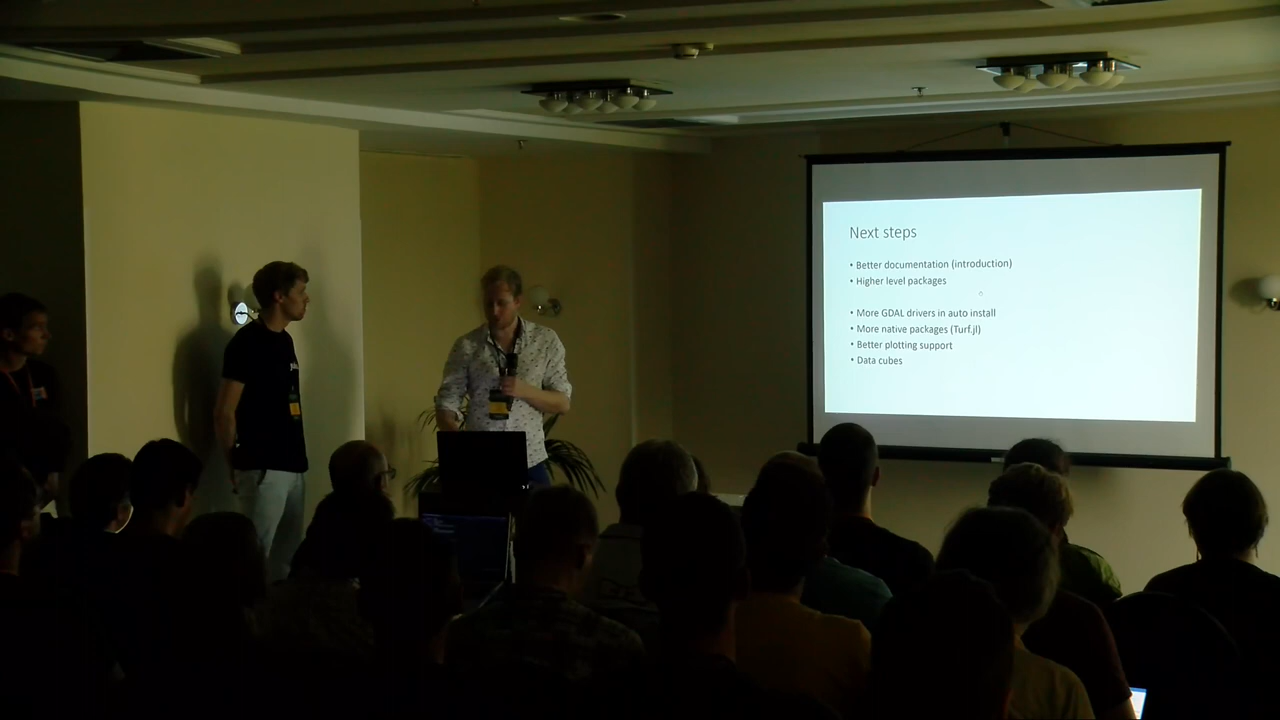 Next steps
• Better documentation (introduction)
• Higher level packages
• More GDAL drivers in auto install
• More native packages (Turf.jl)
• Better plotting support
• Data cubes